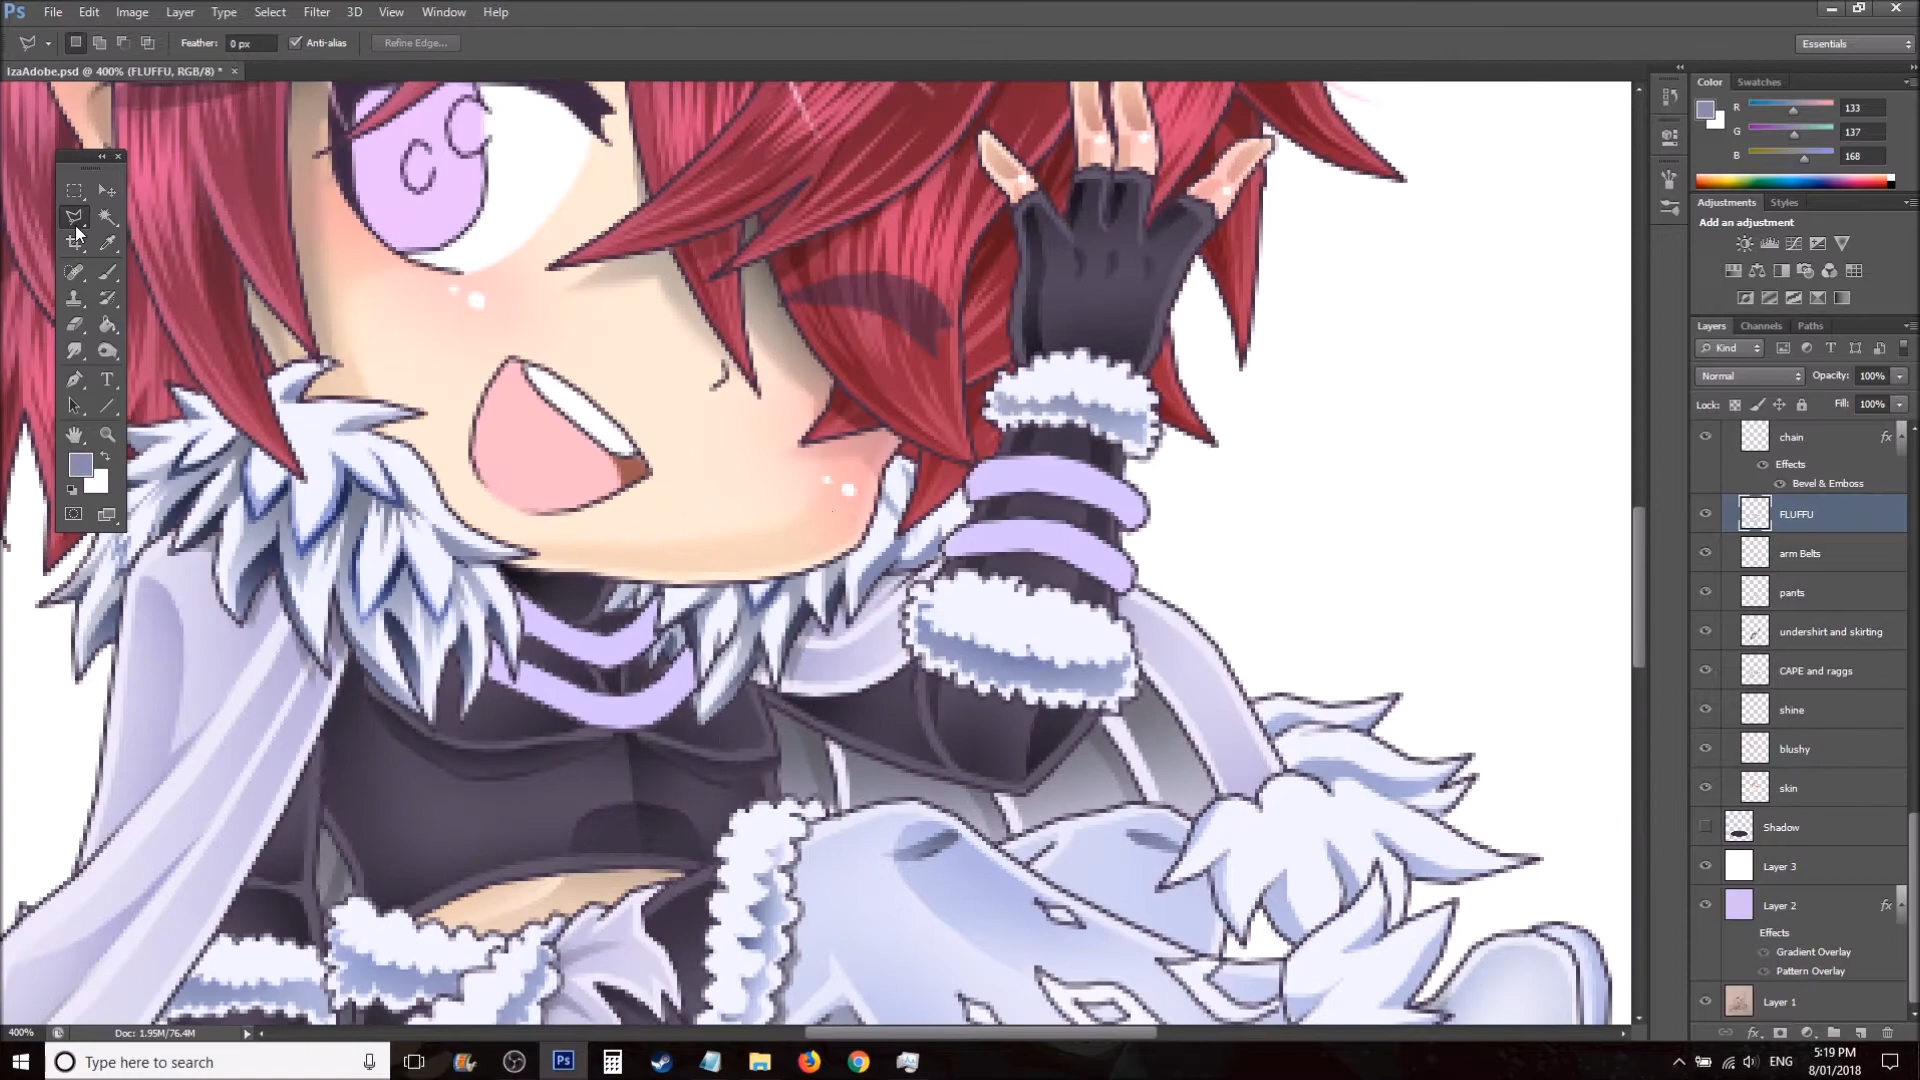 Ps File Edit Image Layer Type Select Filter 3D View Window Help
Feather: 0 px Anti-alias Refine Edge... Essentials
IzaAdobe.psd @ 400% (FLUFFU, RGB/8) * ×
Color Swatches
R 133
G 137
B 168
Adjustments Styles
Add an adjustment
Layers Channels Paths
Kind
Normal Opacity: 100%
Lock: Fill: 100%
chain fx
Effects
Bevel & Emboss
FLUFFU
arm Belts
pants
undershirt and skirting
CAPE and raggs
shine
blushy
skin
Shadow
Layer 3
Layer 2 fx
Effects
Gradient Overlay
Pattern Overlay
Layer 1
400% Doc: 1.95M/76.4M
Type here to search
ENG
5:19 PM
8/01/2018